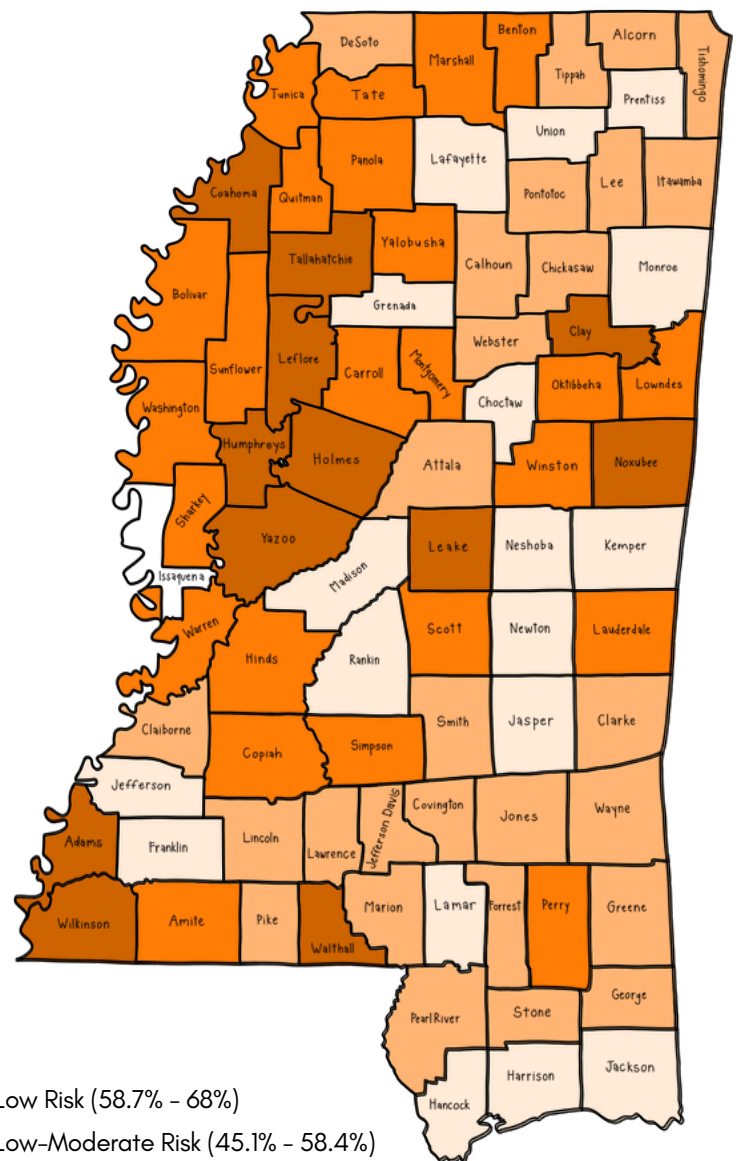 DeSoto
Marshall
Benton
Alcorn
Tippah
Tishomingo
Prentiss
Tunica
Tate
Union
Panola
Lafayette
Coahoma
Quitman
Pontotoc
Lee
Itawamba
Tallahatchie
Yalobusha
Calhoun
Chickasaw
Monroe
Bolivar
Grenada
Sunflower
Leflore
Carroll
Montgomery
Webster
Clay
Washington
Choctaw
Oktibbeha
Lowndes
Humphreys
Holmes
Attala
Winston
Noxubee
Sharkey
Yazoo
Leake
Neshoba
Kemper
Issaquena
Madison
Warren
Hinds
Rankin
Scott
Newton
Lauderdale
Claiborne
Copiah
Simpson
Smith
Jasper
Clarke
Jefferson
Adams
Franklin
Lincoln
Lawrence
Jefferson Davis
Covington
Jones
Wayne
Wilkinson
Amite
Pike
Walthall
Marion
Lamar
Forrest
Perry
Greene
Pearl River
Stone
George
Hancock
Harrison
Jackson
Low Risk (58.7% - 68%)
Low-Moderate Risk (45.1% - 58.4%)